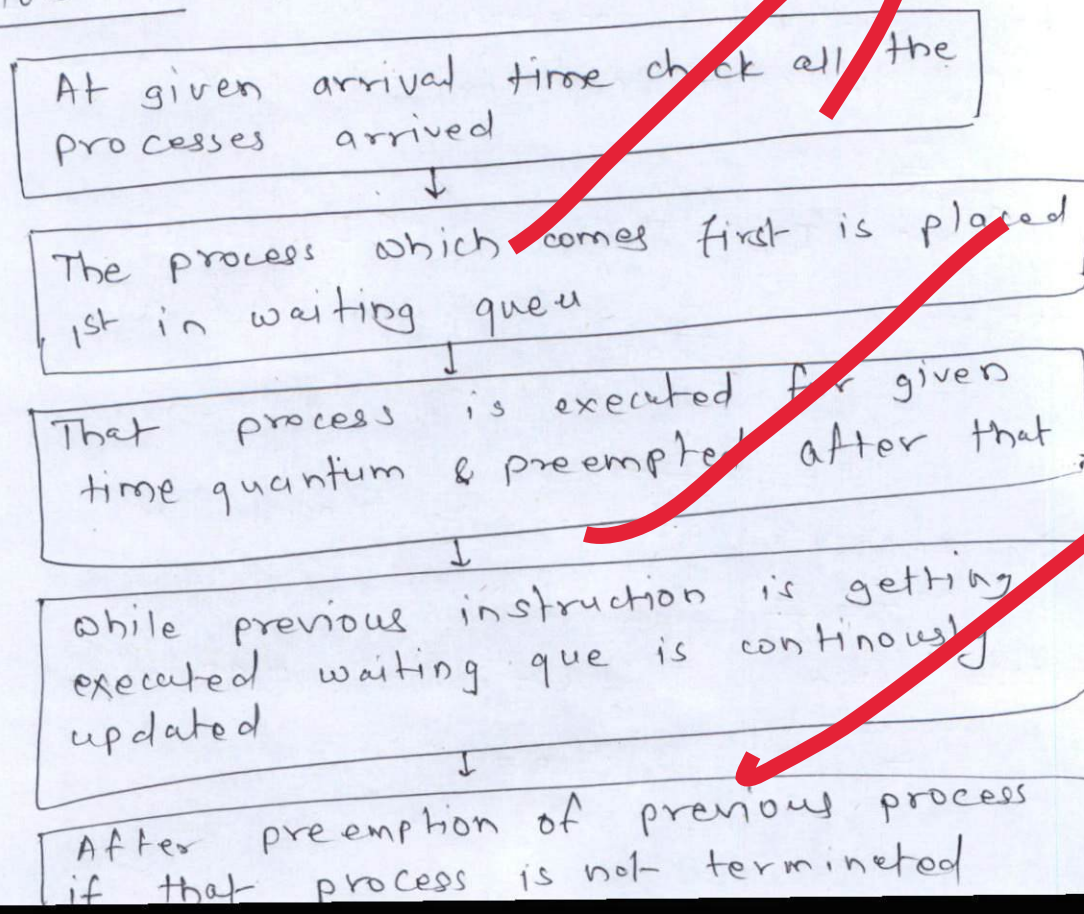 At given arrival time check all the
processes arrived
The process which comes first is placed
1st in waiting queu
That process is executed for given
time quantum & preempted after that
while previous instruction is getting
executed waiting que is continously
updated
After preemption of previous process
if that process is not termineted